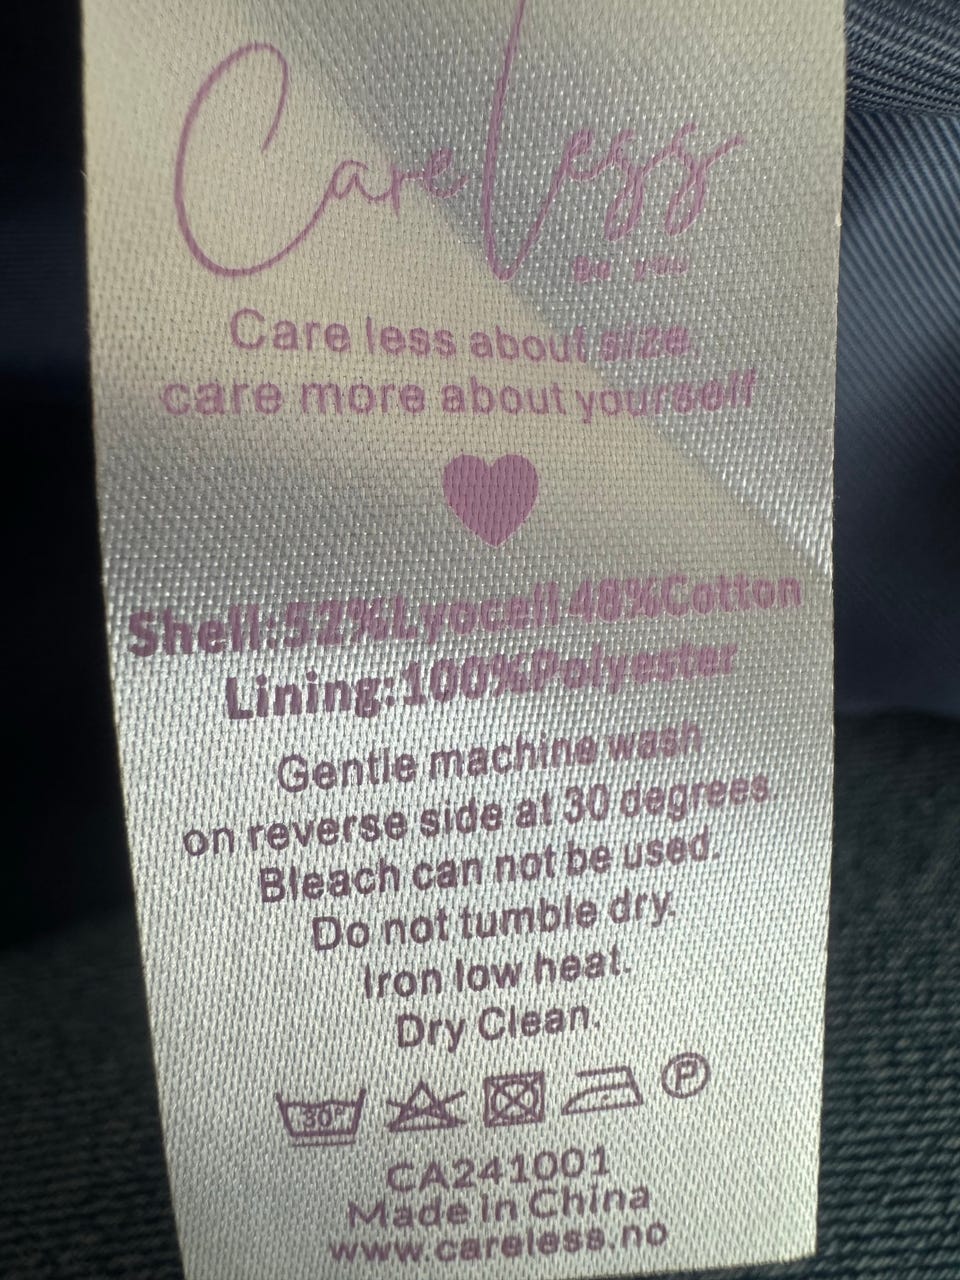 CareLess
Be you
Care less about size,
care more about yourself
Shell:52%Lyocell 48%Cotton
Lining:100%Polyester
Gentle machine wash
on reverse side at 30 degrees.
Bleach can not be used.
Do not tumble dry.
Iron low heat.
Dry Clean.
30° P
CA241001
Made in China
www.careless.no